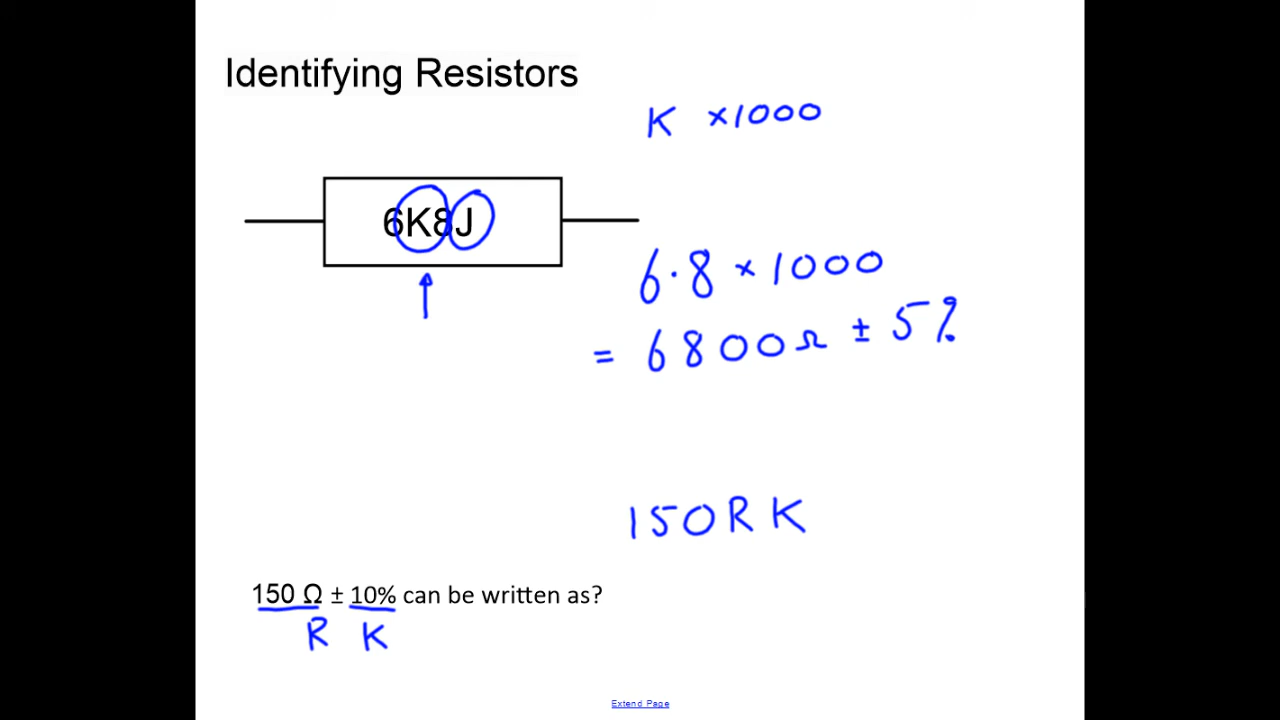 Identifying Resistors
K ×1000
6K8J
6.8 × 1000
= 6800Ω ± 5%
150RK
150 Ω ± 10% can be written as?
R K
Extend Page